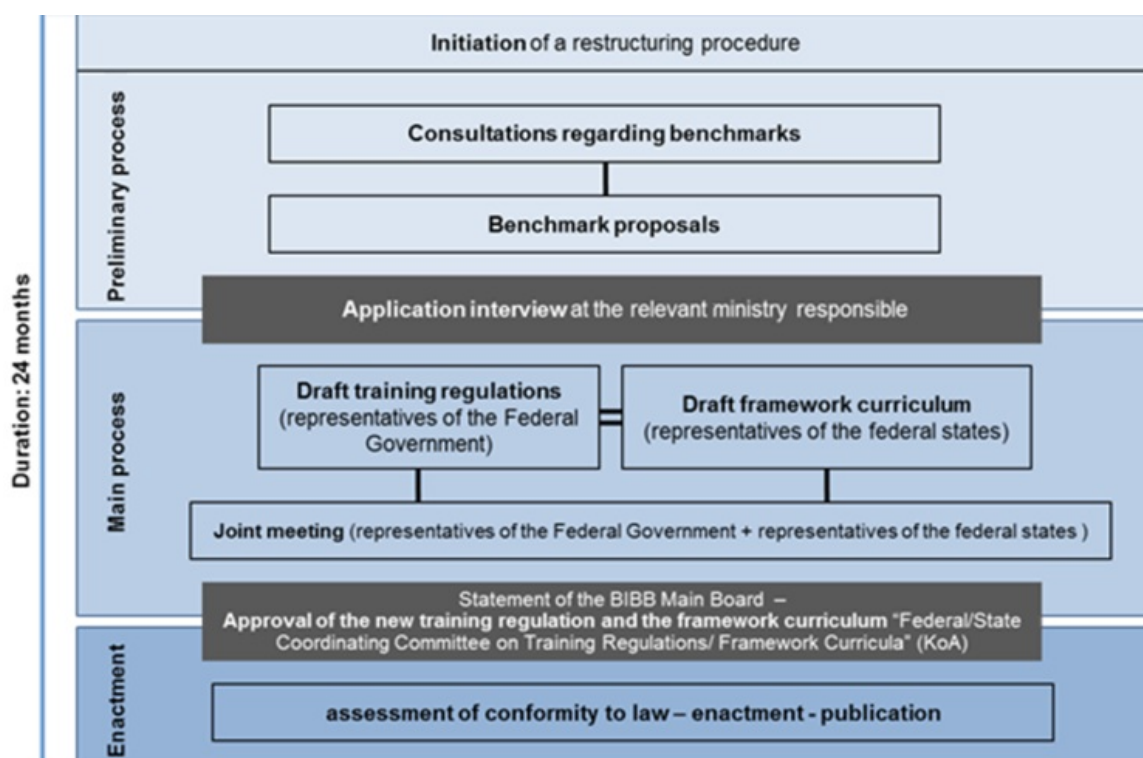 Initiation of a restructuring procedure
Duration: 24 months
Preliminary process
Consultations regarding benchmarks
Benchmark proposals
Application interview at the relevant ministry responsible
Main process
Draft training regulations
(representatives of the Federal
Government)
Draft framework curriculum
(representatives of the federal states)
Joint meeting (representatives of the Federal Government + representatives of the federal states )
Statement of the BIBB Main Board –
Approval of the new training regulation and the framework curriculum “Federal/State
Coordinating Committee on Training Regulations/ Framework Curricula” (KoA)
Enactment
assessment of conformity to law – enactment - publication